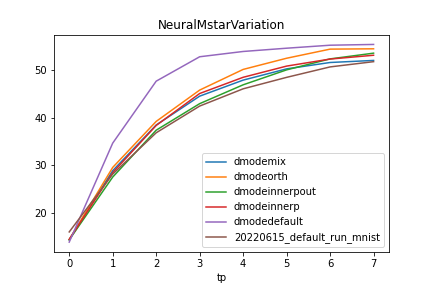 NeuralMstarVariation
50
40
30
20
dmodemix
dmodeorth
dmodeinnerpout
dmodeinnerp
dmodedefault
20220615_default_run_mnist
0 1 2 3 4 5 6 7
tp